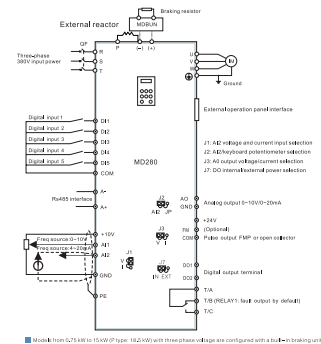 Braking resistor
MDBUN
External reactor
QF
P (-) (+)
Three-phase
380V input power
R
S
T
U
V
W
M
Ground
External operation panel interface
Digital input 1
Digital input 2
Digital input 3
Digital input 4
Digital input 5
DI1
DI2
DI3
DI4
DI5
COM
MD280
J1: AI2 voltage and current input selection
J2: AI2/keyboard potentiometer selection
J3: A0 output voltage/current selection
J7: DO internal/external power selection
Rs485 interface
A-
A+
J2
AI2 JP
AO
GND
Analog output 0~10V/0~20mA
+24V
(Optional)
FM
COM
Pulse output FMP or open collector
+10V
Freq source:0~10V
AI1
Freq source:4~20mA
AI2
GND
PE
J1
V
I
J3
V I
J7
IN EXT
DO1
DO2
Digital output terminal
T/A
T/B (RELAY1: fault output by default)
T/C
Models from 0.75 kW to 15 kW (P type: 18.5 kW) with three phase voltage are configured with a built-in braking unit